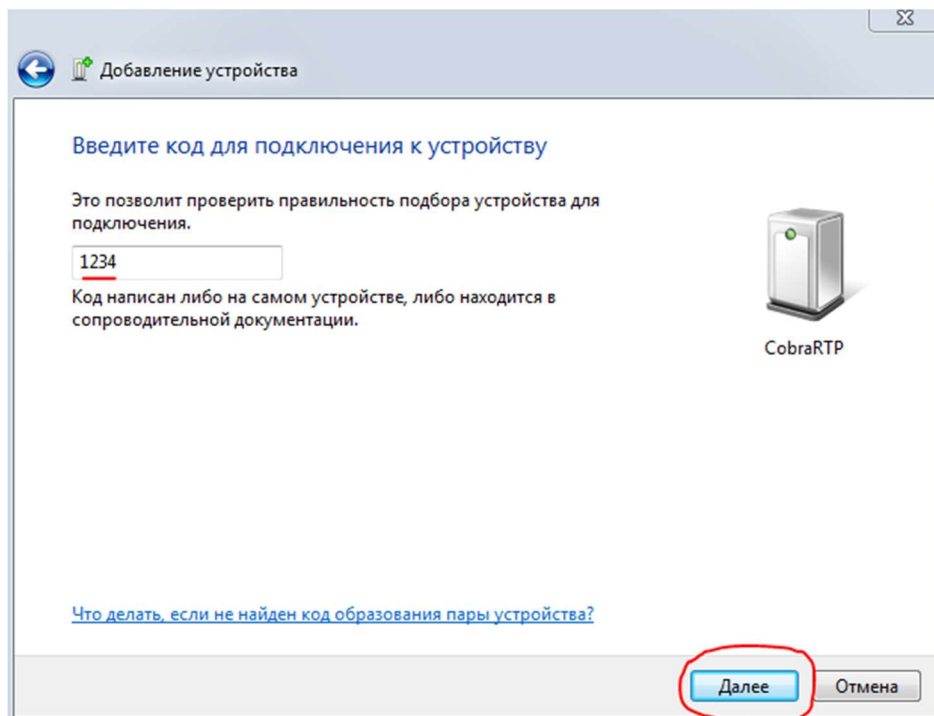 Добавление устройства
Введите код для подключения к устройству
Это позволит проверить правильность подбора устройства для
подключения.
1234
Код написан либо на самом устройстве, либо находится в
сопроводительной документации.
CobraRTP
Что делать, если не найден код образования пары устройства?
Далее
Отмена